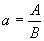 a = A/B